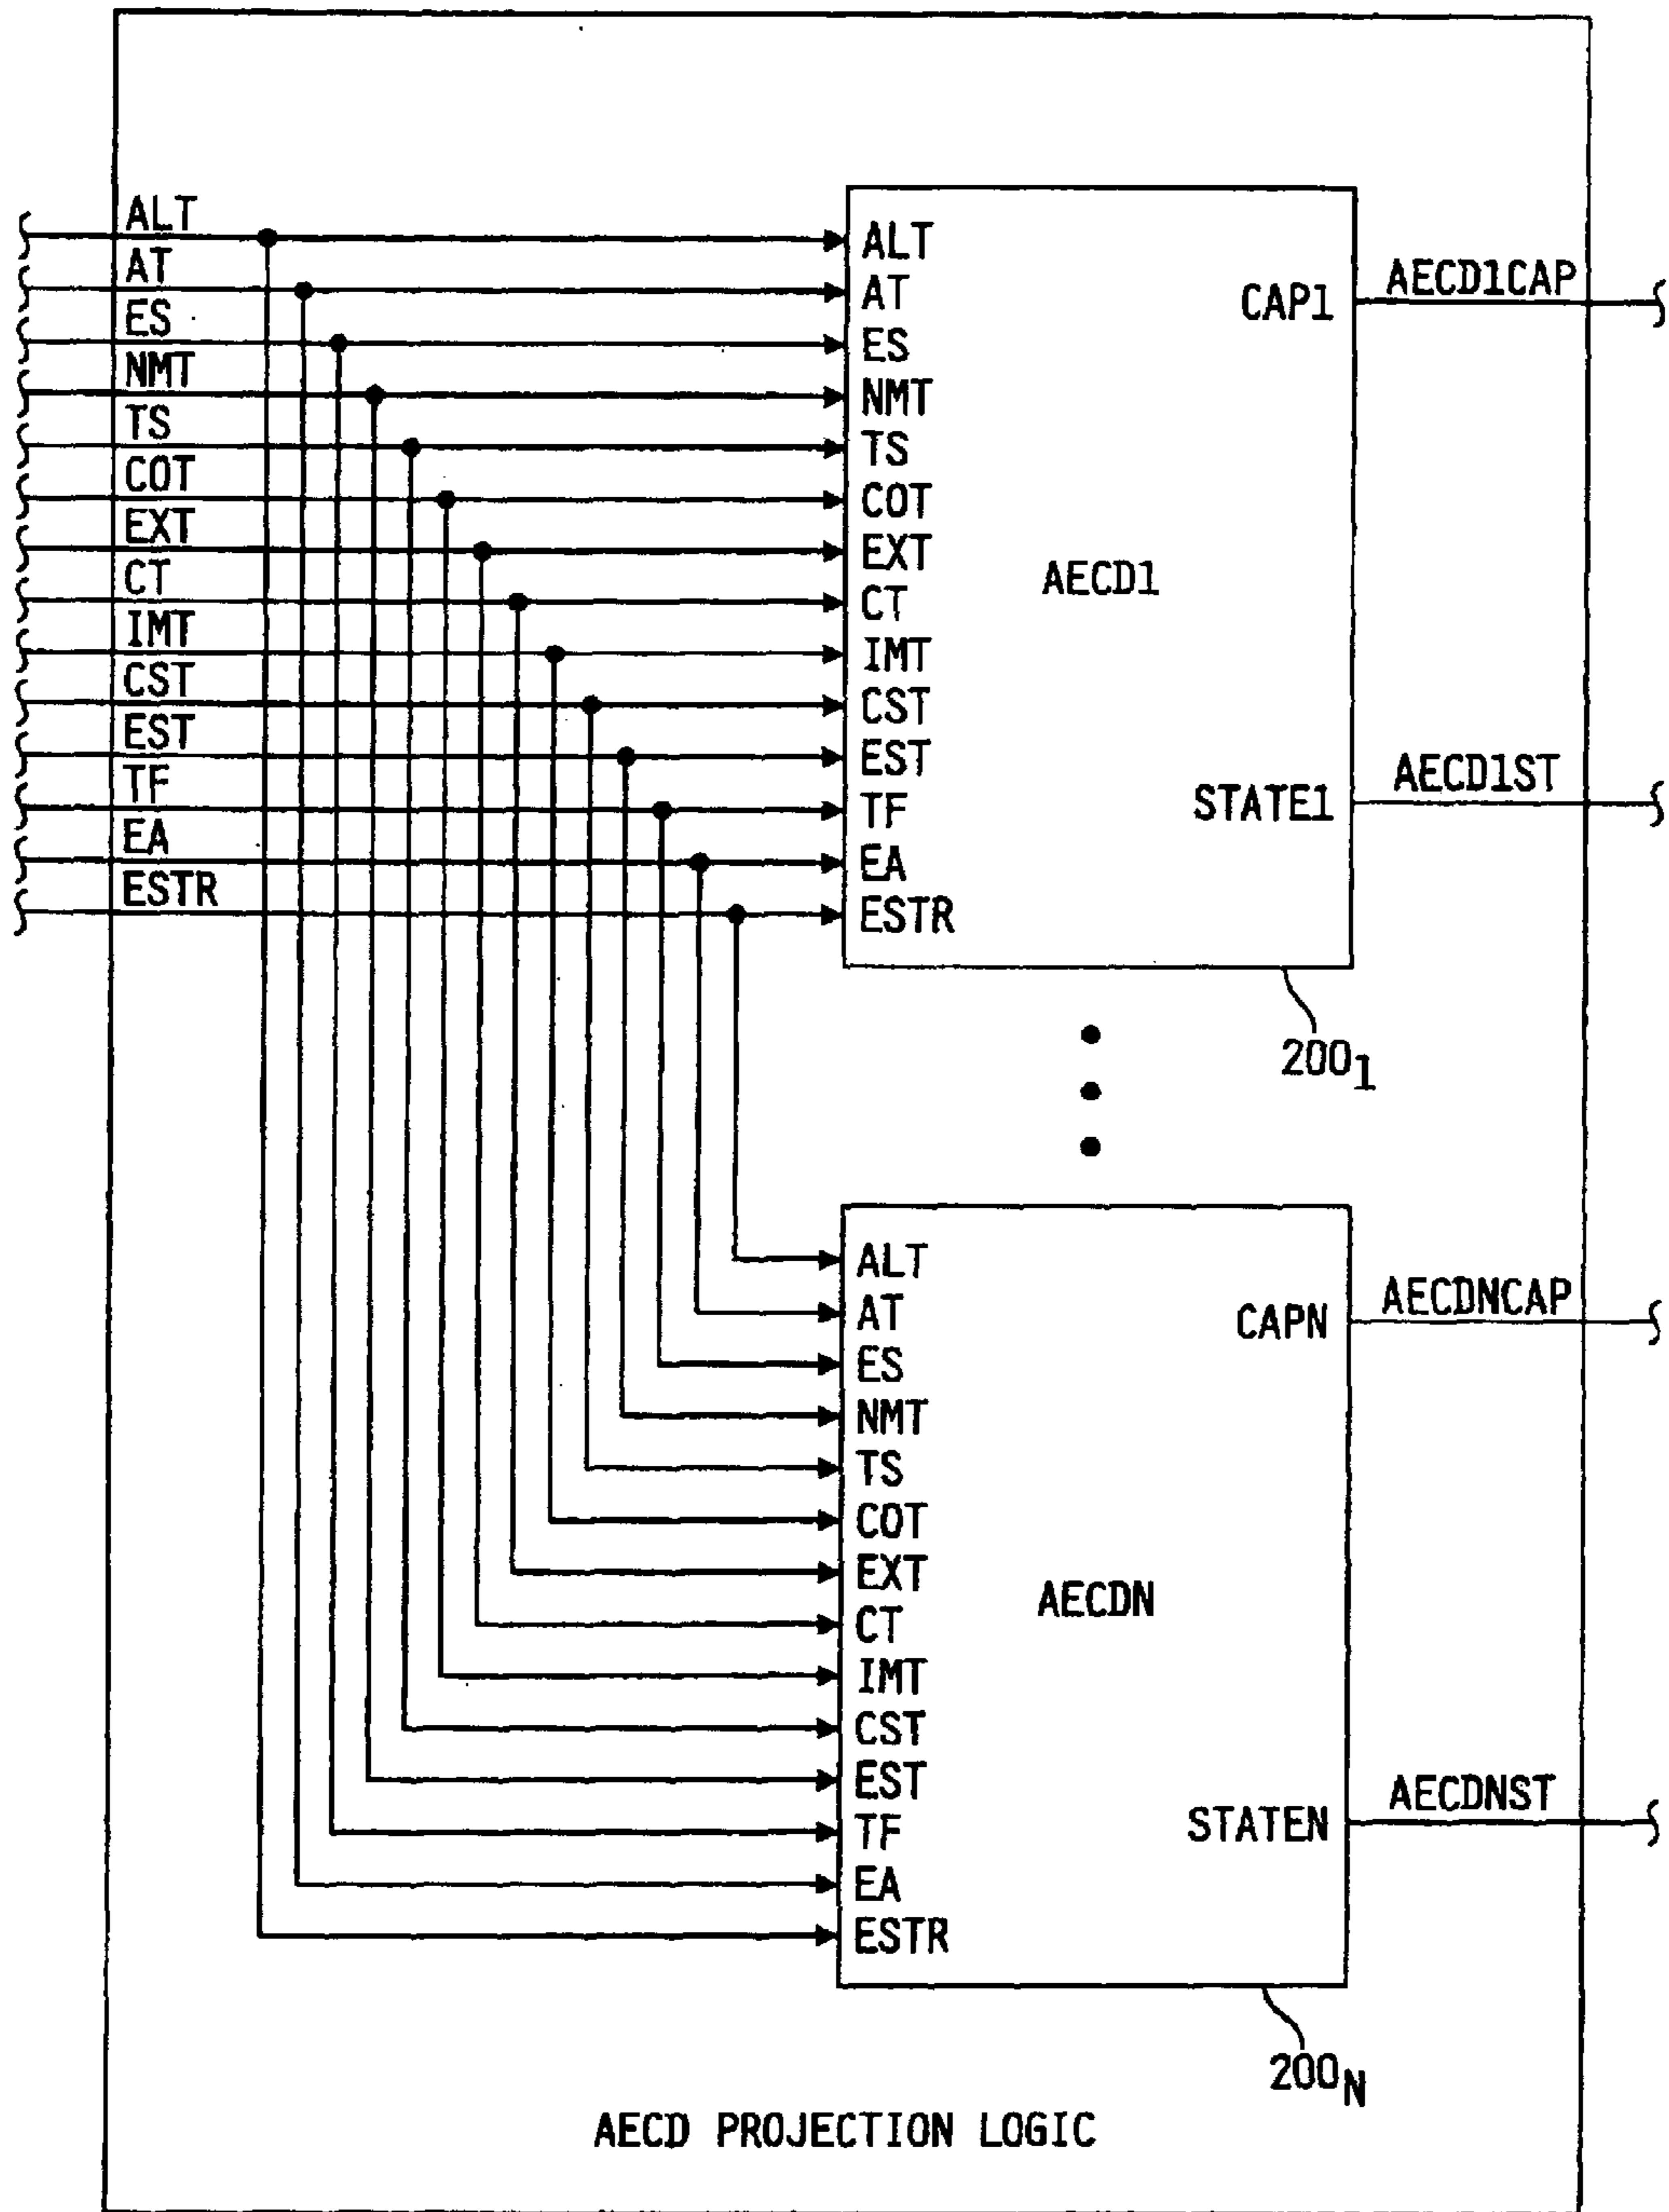 ALT
AT
ES
NMT
TS
COT
EXT
CT
IMT
CST
EST
TF
EA
ESTR
ALT
AT
ES
NMT
TS
COT
EXT
CT
IMT
CST
EST
TF
EA
ESTR
AECD1
CAP1
STATE1
AECD1CAP
AECD1ST
200₁
ALT
AT
ES
NMT
TS
COT
EXT
CT
IMT
CST
EST
TF
EA
ESTR
AECDN
CAPN
STATEN
AECDNCAP
AECDNST
200N
AECD PROJECTION LOGIC